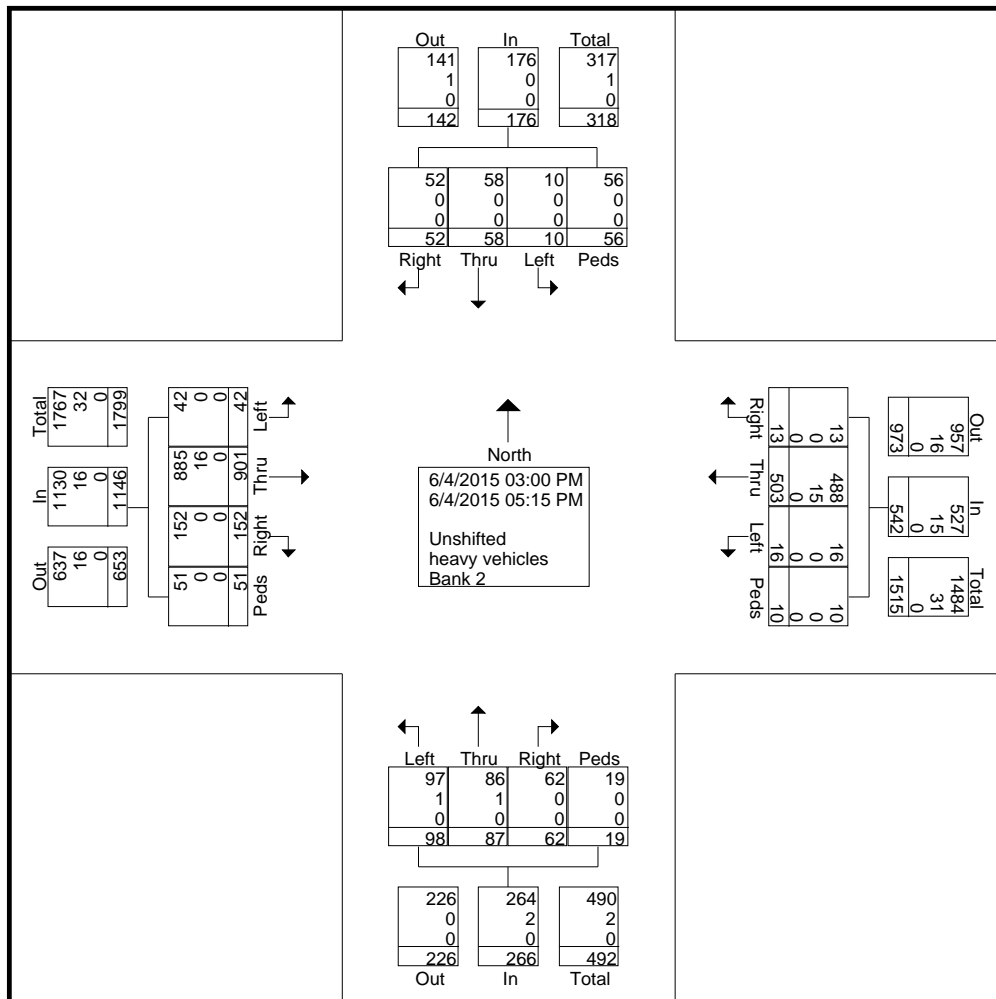 Out In Total
141 176 317
1 0 1
0 0 0
142 176 318
52 58 10 56
0 0 0 0
0 0 0 0
52 58 10 56
Right Thru Left Peds
Total
1767
32
0
1799
In
1130
16
0
1146
Out
637
16
0
653
42
0
0
42
Left
885
16
0
901
Thru
152
0
0
152
Right
51
0
0
51
Peds
North
6/4/2015 03:00 PM
6/4/2015 05:15 PM
Unshifted
heavy vehicles
Bank 2
Right
13
0
0
13
Thru
488
15
0
503
Left
16
0
0
16
Peds
10
0
0
10
Out
957
16
0
973
In
527
15
0
542
Total
1484
31
0
1515
Left Thru Right Peds
97 86 62 19
1 1 0 0
0 0 0 0
98 87 62 19
226 264 490
0 2 2
0 0 0
226 266 492
Out In Total